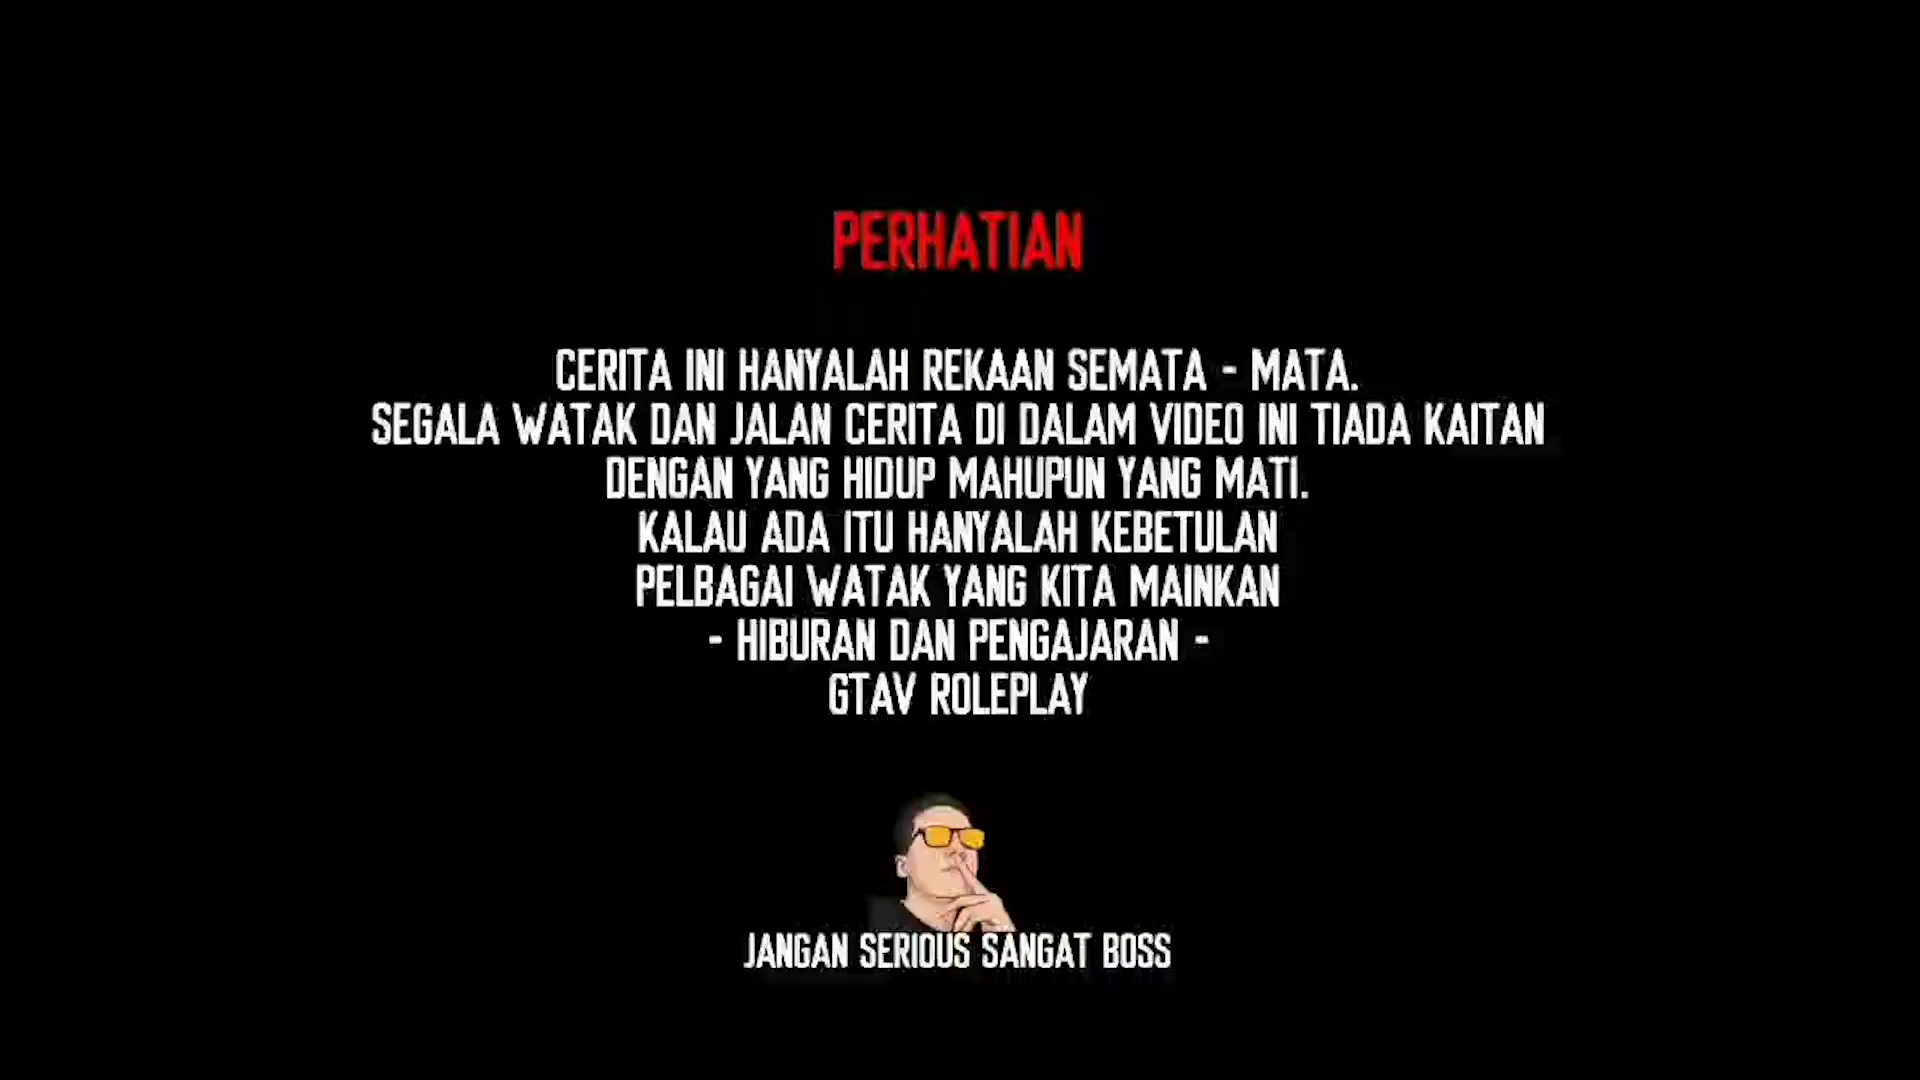 PERHATIAN
CERITA INI HANYALAH REKAAN SEMATA - MATA.
SEGALA WATAK DAN JALAN CERITA DI DALAM VIDEO INI TIADA KAITAN
DENGAN YANG HIDUP MAHUPUN YANG MATI.
KALAU ADA ITU HANYALAH KEBETULAN
PELBAGAI WATAK YANG KITA MAINKAN
- HIBURAN DAN PENGAJARAN -
GTAV ROLEPLAY
JANGAN SERIOUS SANGAT BOSS